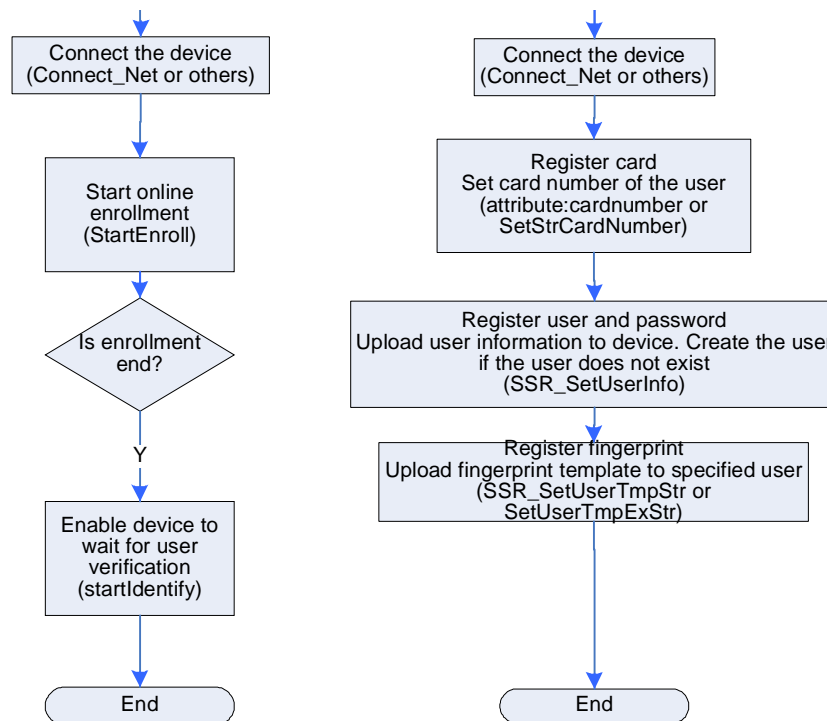 Connect the device
(Connect_Net or others)
Start online
enrollment
(StartEnroll)
Is enrollment
end?
Y
Enable device to
wait for user
verification
(startIdentify)
End
Connect the device
(Connect_Net or others)
Register card
Set card number of the user
(attribute:cardnumber or
SetStrCardNumber)
Register user and password
Upload user information to device. Create the user
if the user does not exist
(SSR_SetUserInfo)
Register fingerprint
Upload fingerprint template to specified user
(SSR_SetUserTmpStr or
SetUserTmpExStr)
End